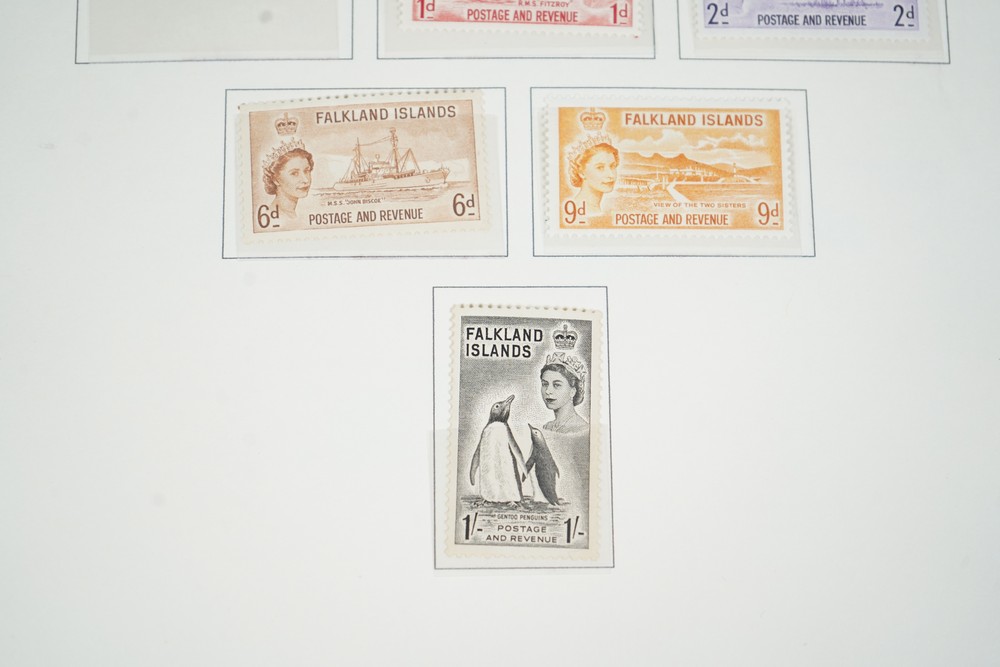 R.M.S. FITZROY
1d POSTAGE AND REVENUE 1d
2d POSTAGE AND REVENUE 2d
FALKLAND ISLANDS
M.S.S. "JOHN BISCOE"
6d POSTAGE AND REVENUE 6d
FALKLAND ISLANDS
VIEW OF THE TWO SISTERS
9d POSTAGE AND REVENUE 9d
FALKLAND
ISLANDS
GENTOO PENGUINS
1/- POSTAGE 1/-
AND REVENUE